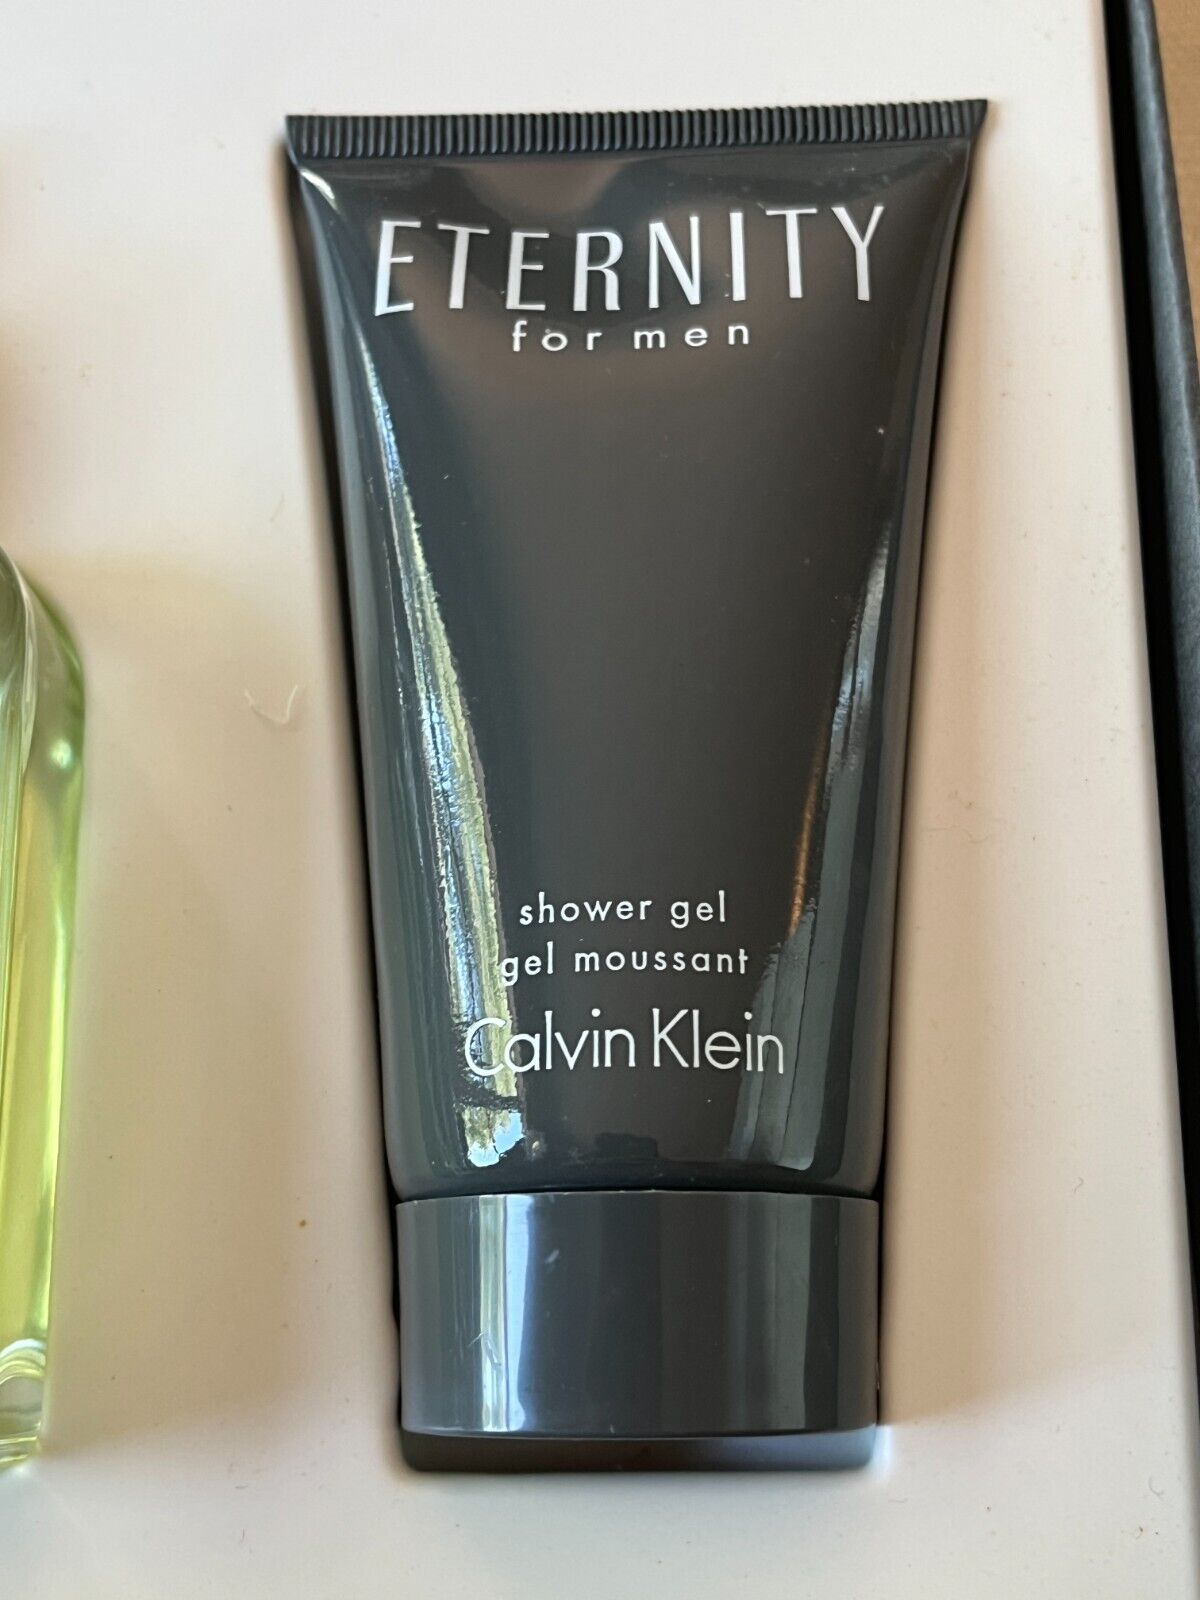 ETERNITY
for men
shower gel
gel moussant
Calvin Klein